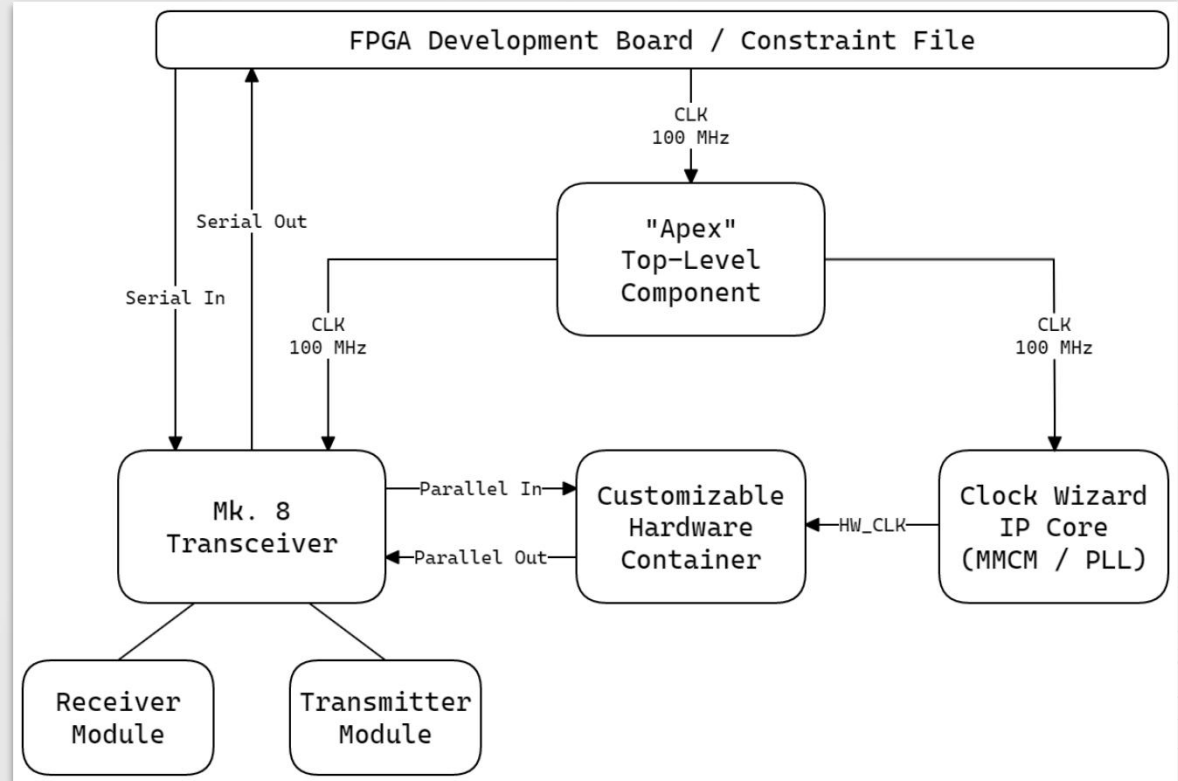 FPGA Development Board / Constraint File
CLK
100 MHz
"Apex"
Top-Level
Component
Serial Out
Serial In
CLK
100 MHz
CLK
100 MHz
Mk. 8
Transceiver
Parallel In
Parallel Out
Customizable
Hardware
Container
HW_CLK
Clock Wizard
IP Core
(MMCM / PLL)
Receiver
Module
Transmitter
Module